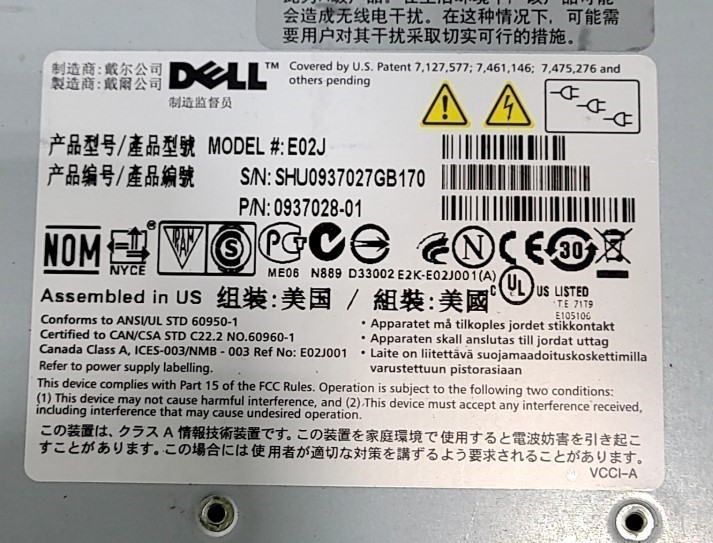 会造成无线电干扰。在这种情况下，可能需
要用户对其干扰采取切实可行的措施。
制造商:戴尔公司
製造商:戴爾公司
DELL™
制造监督员
Covered by U.S. Patent 7,127,577; 7,461,146; 7,475,276 and
others pending
产品型号/產品型號 MODEL #: E02J
产品编号/產品編號 S/N: SHU0937027GB170
P/N: 0937028-01
NOM
NYCE
IRAM
S
PG
N
CE
30
ME06 N889 D33002 E2K-E02J001(A)
Assembled in US 组装:美国 / 組裝:美國
C UL US LISTED
I.T.E. 71T9
E105106
Conforms to ANSI/UL STD 60950-1
Certified to CAN/CSA STD C22.2 NO.60960-1
Canada Class A, ICES-003/NMB - 003 Ref No: E02J001
Refer to power supply labelling.
• Apparatet må tilkoples jordet stikkontakt
• Apparaten skall anslutas till jordat uttag
• Laite on liitettävä suojamaadoituskoskettimilla
varustettuun pistorasiaan
This device complies with Part 15 of the FCC Rules. Operation is subject to the following two conditions:
(1) This device may not cause harmful interference, and (2) This device must accept any interference received,
including interference that may cause undesired operation.
この装置は、クラス A 情報技術装置です。この装置を家庭環境で使用すると電波妨害を引き起こ
すことがあります。この場合には使用者が適切な対策を講ずるよう要求されることがあります。
VCCI-A